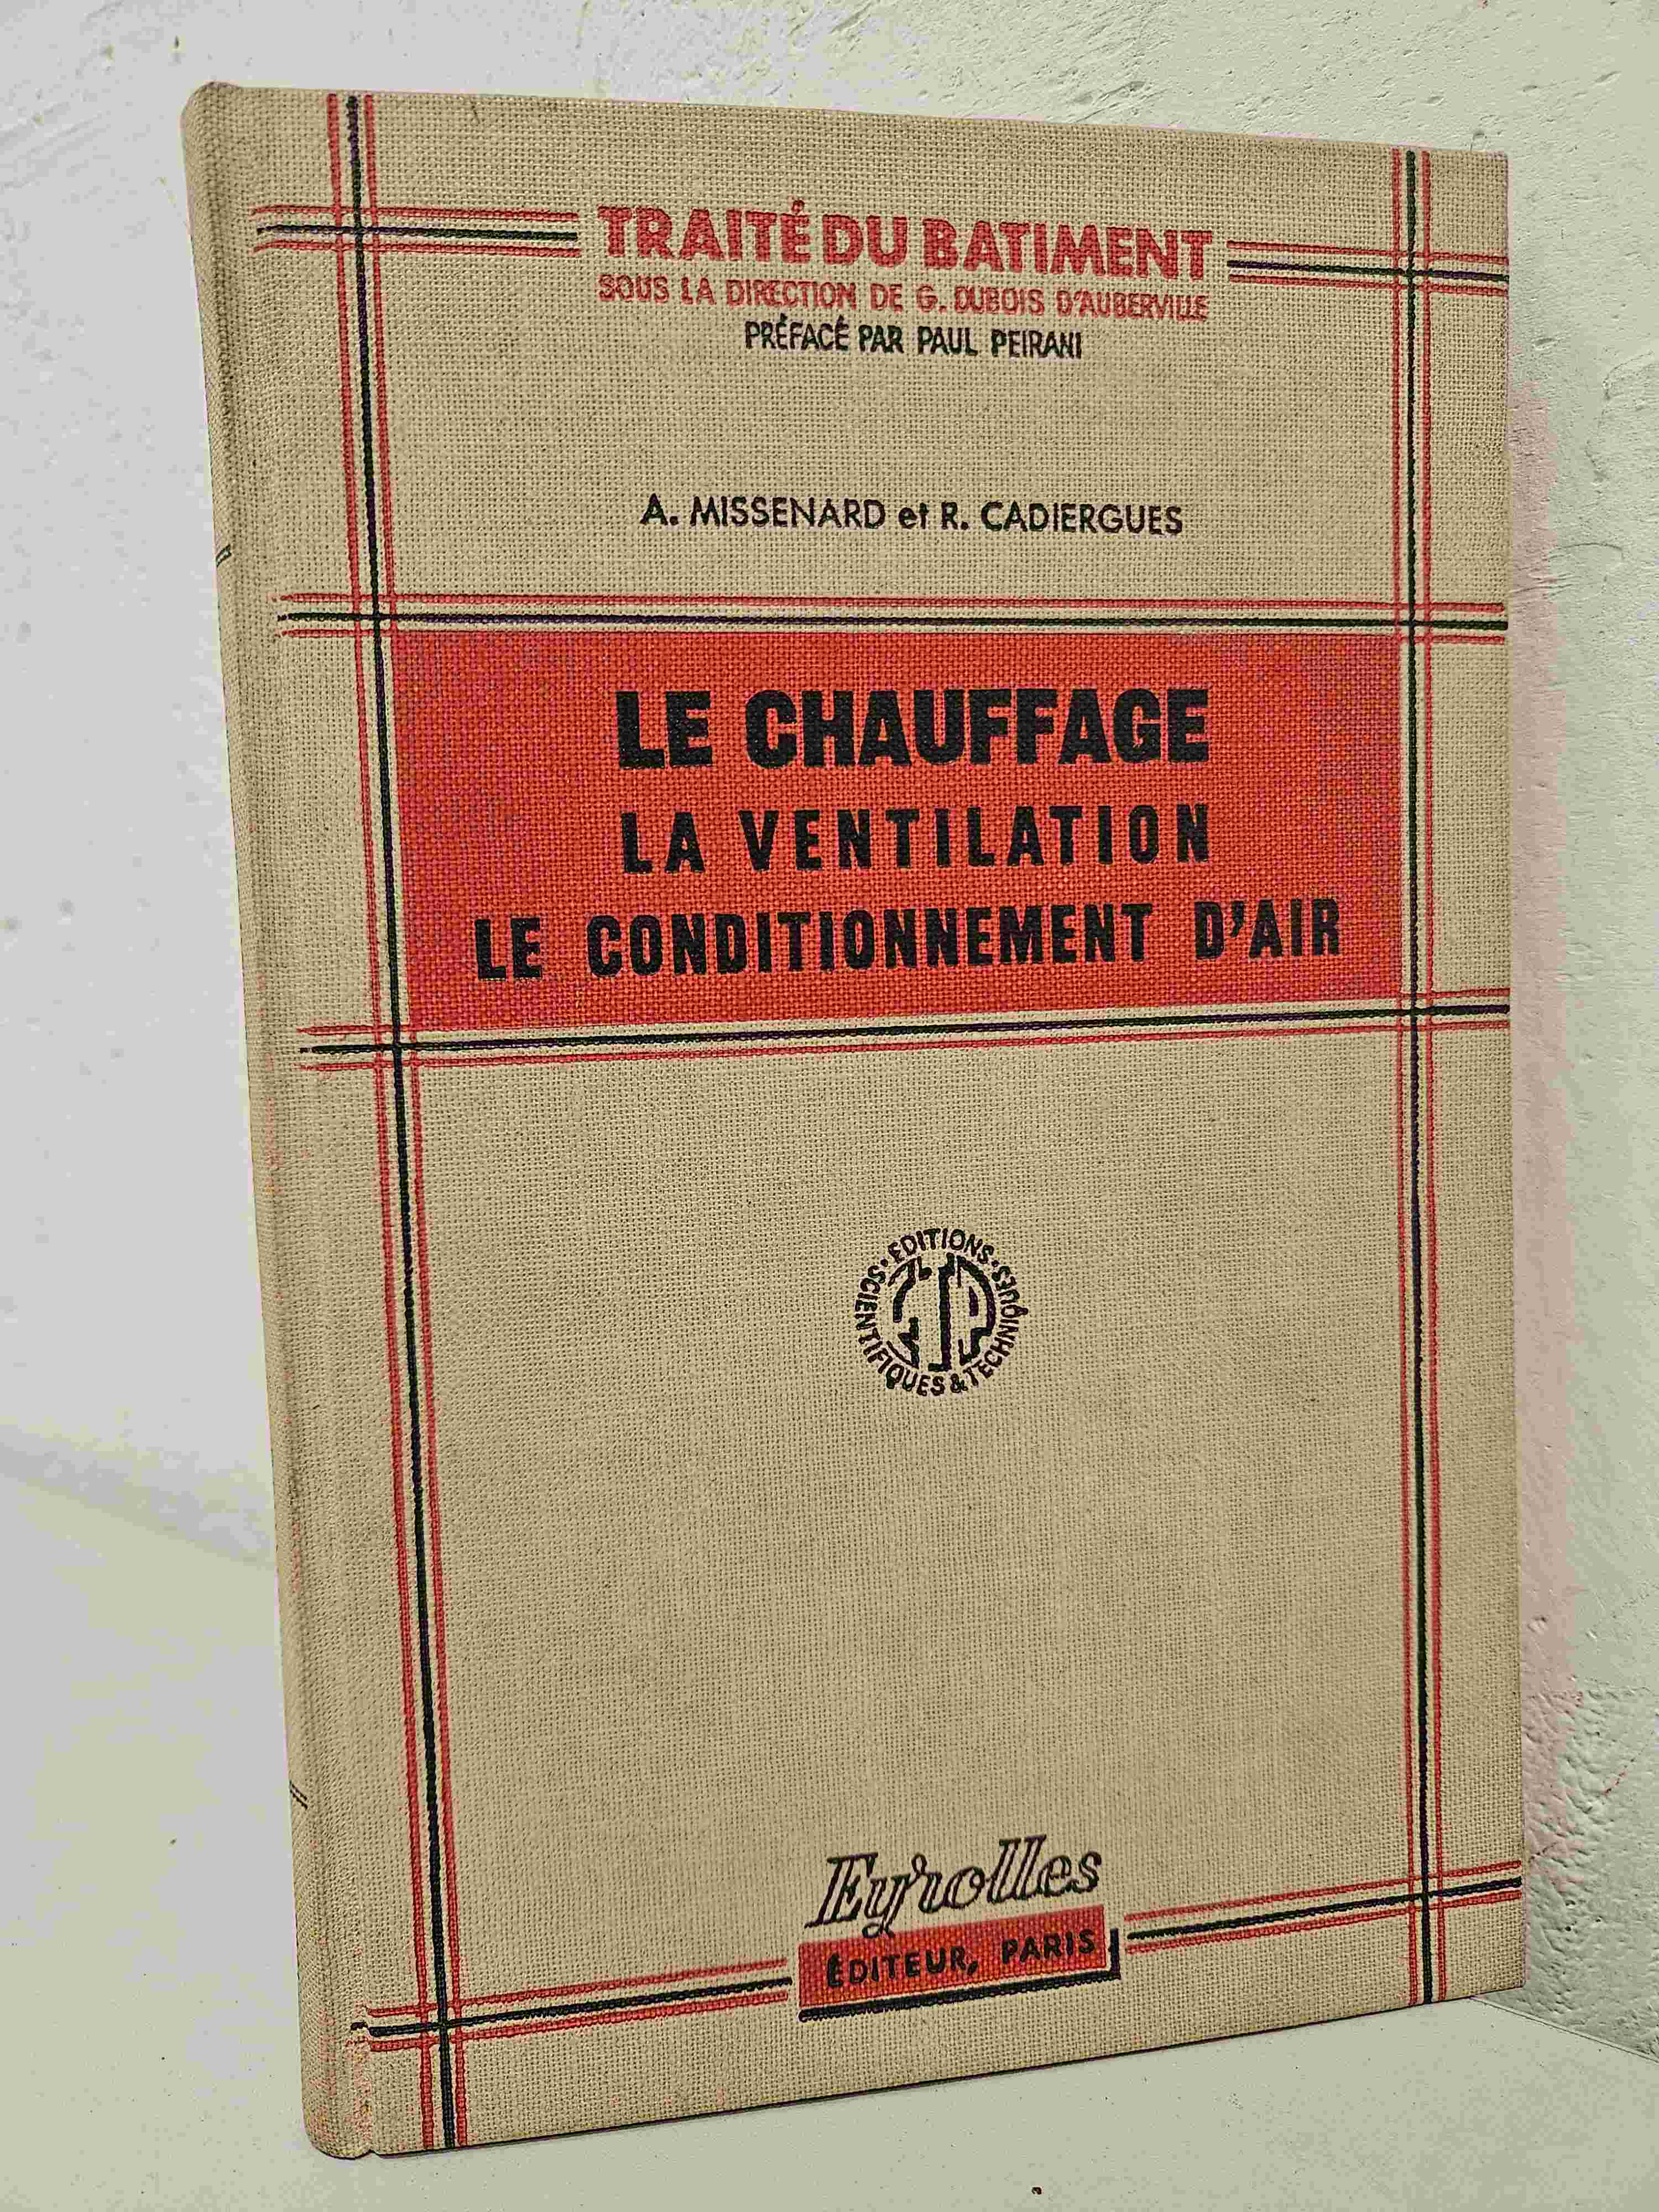 TRAITÉ DU BATIMENT
SOUS LA DIRECTION DE G. DUBOIS D'AUBERVILLE
PRÉFACÉ PAR PAUL PEIRANI
A. MISSENARD et R. CADIERGUES
LE CHAUFFAGE
LA VENTILATION
LE CONDITIONNEMENT D'AIR
EDITIONS · SCIENTIFIQUES & TECHNIQUES ·
Eyrolles
ÉDITEUR, PARIS